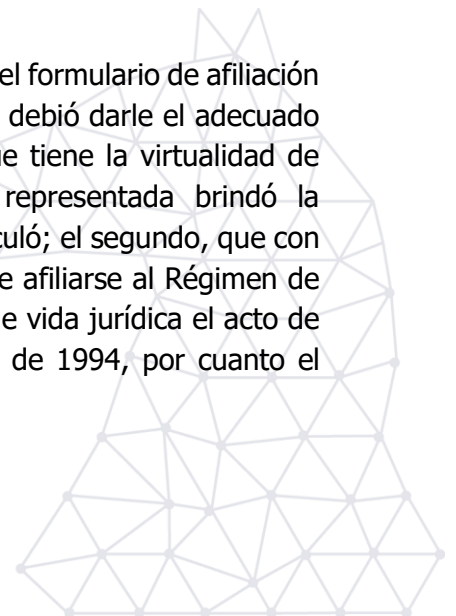 el formulario de afiliación
debió darle el adecuado
e tiene la virtualidad de
representada brindó la
culó; el segundo, que con
e afiliarse al Régimen de
e vida jurídica el acto de
de 1994, por cuanto el